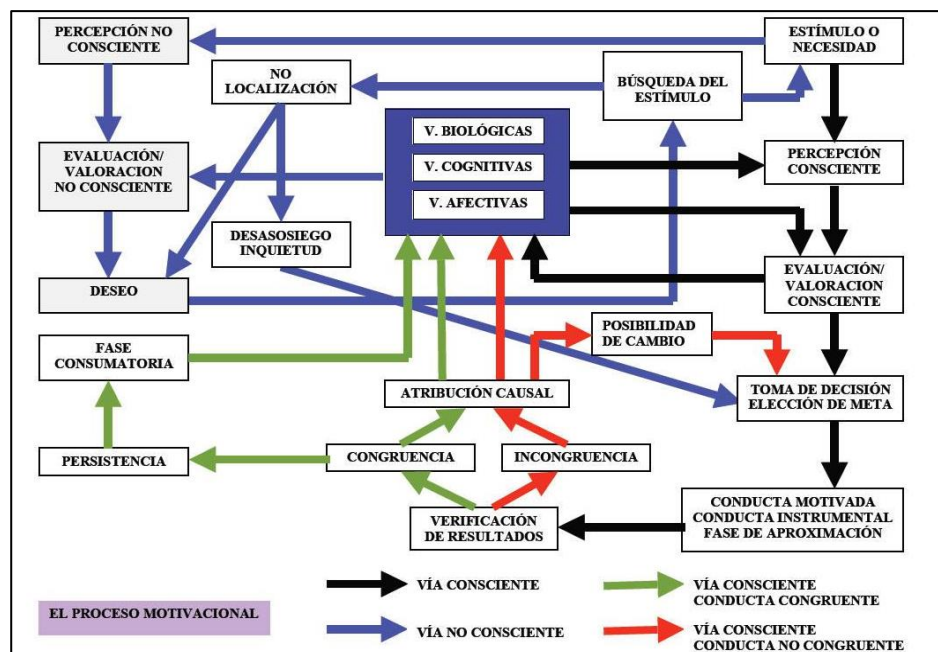 PERCEPCIÓN NO
CONSCIENTE
ESTÍMULO O
NECESIDAD
NO
LOCALIZACIÓN
BÚSQUEDA DEL
ESTÍMULO
V. BIOLÓGICAS
V. COGNITIVAS
V. AFECTIVAS
EVALUACIÓN/
VALORACION
NO CONSCIENTE
PERCEPCIÓN
CONSCIENTE
DESASOSIEGO
INQUIETUD
DESEO
EVALUACIÓN/
VALORACION
CONSCIENTE
FASE
CONSUMATORIA
POSIBILIDAD
DE CAMBIO
ATRIBUCIÓN CAUSAL
TOMA DE DECISIÓN
ELECCIÓN DE META
PERSISTENCIA
CONGRUENCIA
INCONGRUENCIA
VERIFICACIÓN
DE RESULTADOS
CONDUCTA MOTIVADA
CONDUCTA INSTRUMENTAL
FASE DE APROXIMACIÓN
EL PROCESO MOTIVACIONAL
VÍA CONSCIENTE
VÍA NO CONSCIENTE
VÍA CONSCIENTE
CONDUCTA CONGRUENTE
VÍA CONSCIENTE
CONDUCTA NO CONGRUENTE